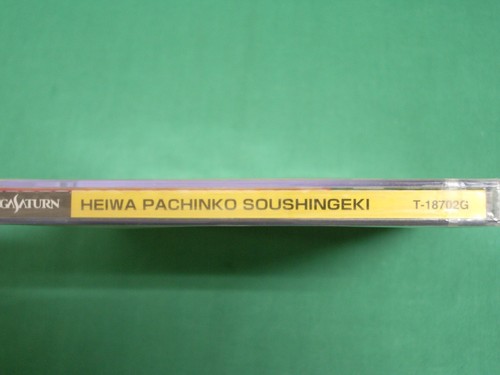 GASATURN HEIWA PACHINKO SOUSHINGEKI T-18702G